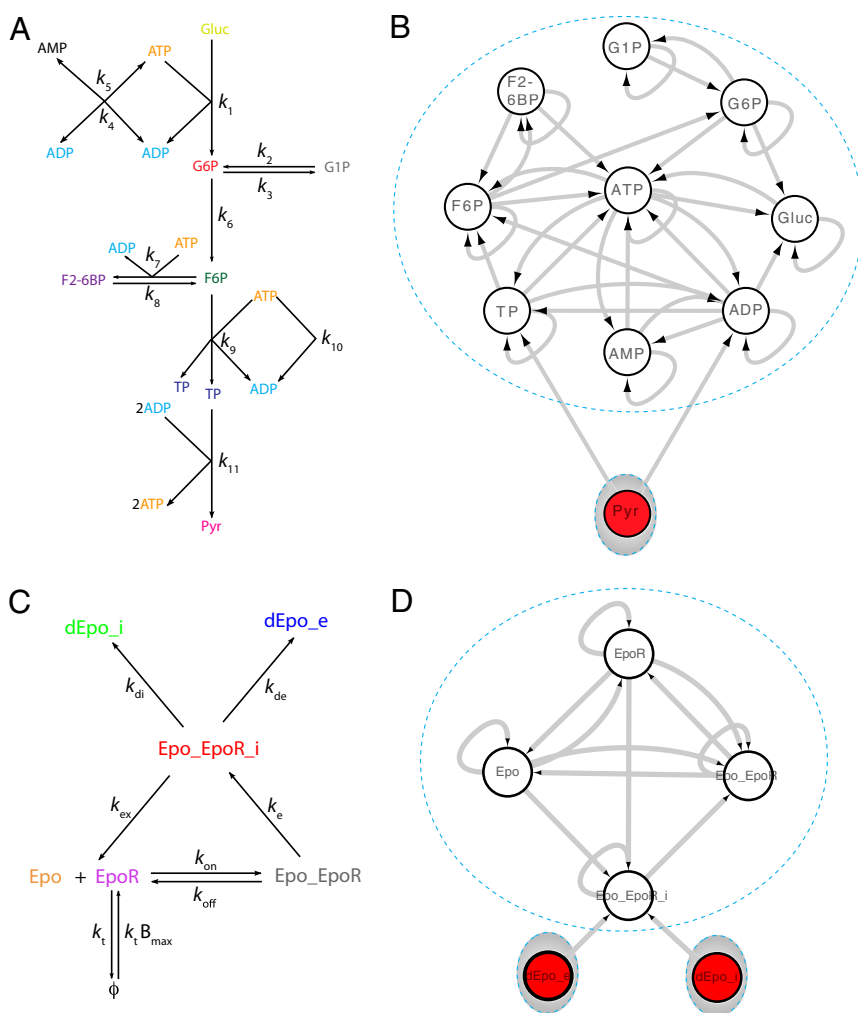 A
AMP
ATP
Gluc
k5
k4
k1
ADP
ADP
G6P
k2
k3
G1P
k6
ADP
k7
ATP
F2-6BP
k8
F6P
ATP
k9
k10
TP
TP
ADP
2ADP
k11
2ATP
Pyr
B
G1P
F2-
6BP
G6P
ATP
F6P
Gluc
TP
ADP
AMP
Pyr
C
dEpo_i
dEpo_e
kdi
kde
Epo_EpoR_i
kex
ke
Epo + EpoR
kon
koff
Epo_EpoR
kt
ktBmax
ϕ
D
EpoR
Epo
Epo_EpoR
Epo_EpoR_i
dEpo_e
dEpo_i